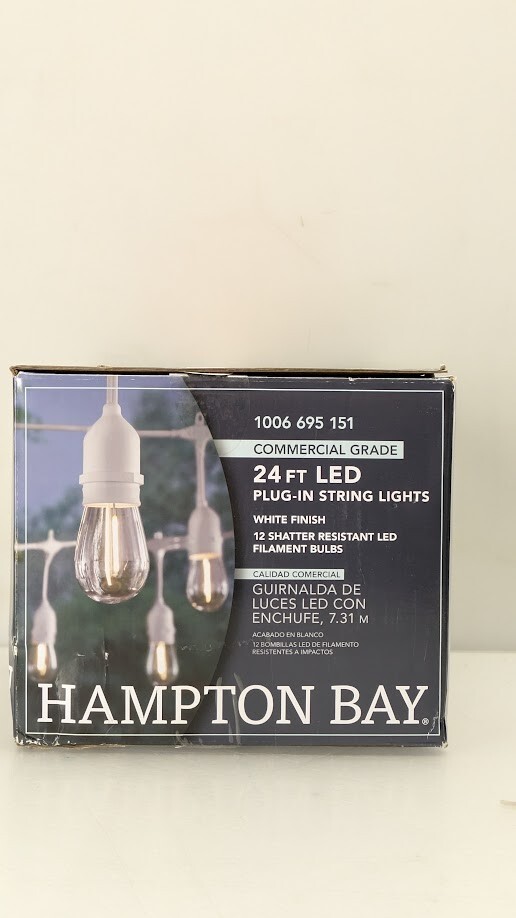 1006 695 151
COMMERCIAL GRADE
24 FT LED
PLUG-IN STRING LIGHTS
WHITE FINISH
12 SHATTER RESISTANT LED
FILAMENT BULBS
CALIDAD COMERCIAL
GUIRNALDA DE
LUCES LED CON
ENCHUFE, 7.31 M
ACABADO EN BLANCO
12 BOMBILLAS LED DE FILAMENTO
RESISTENTES A IMPACTOS
HAMPTON BAY®